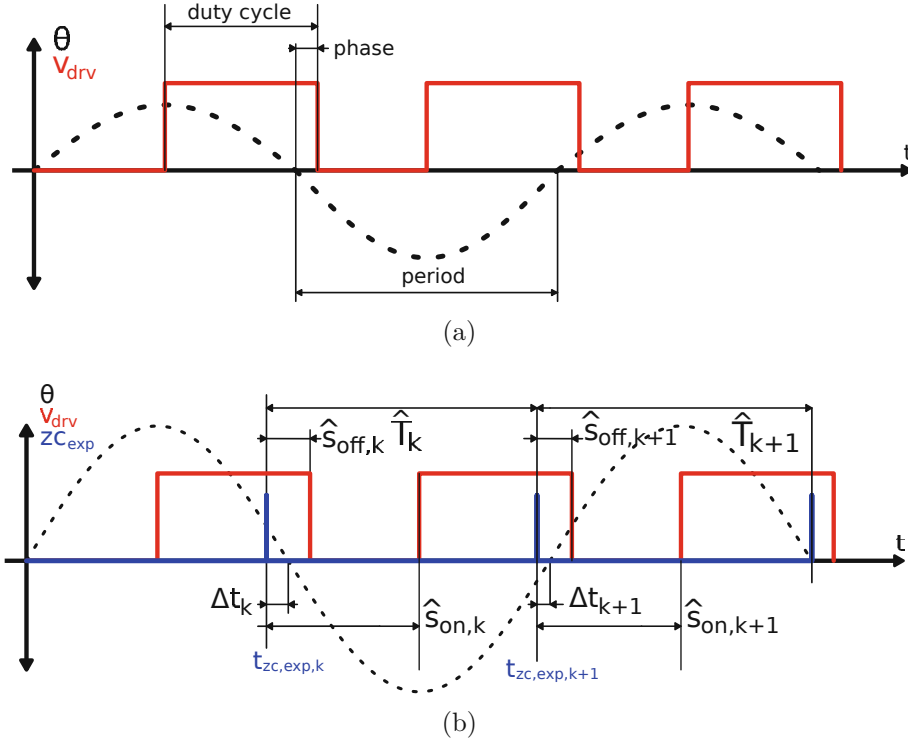 duty cycle
θ
phase
v_drv
t
period
(a)
θ
v_drv
zc_exp
ŝ_off,k T̂_k ŝ_off,k+1 T̂_k+1
t
Δt_k ŝ_on,k Δt_k+1 ŝ_on,k+1
t_zc,exp,k t_zc,exp,k+1
(b)